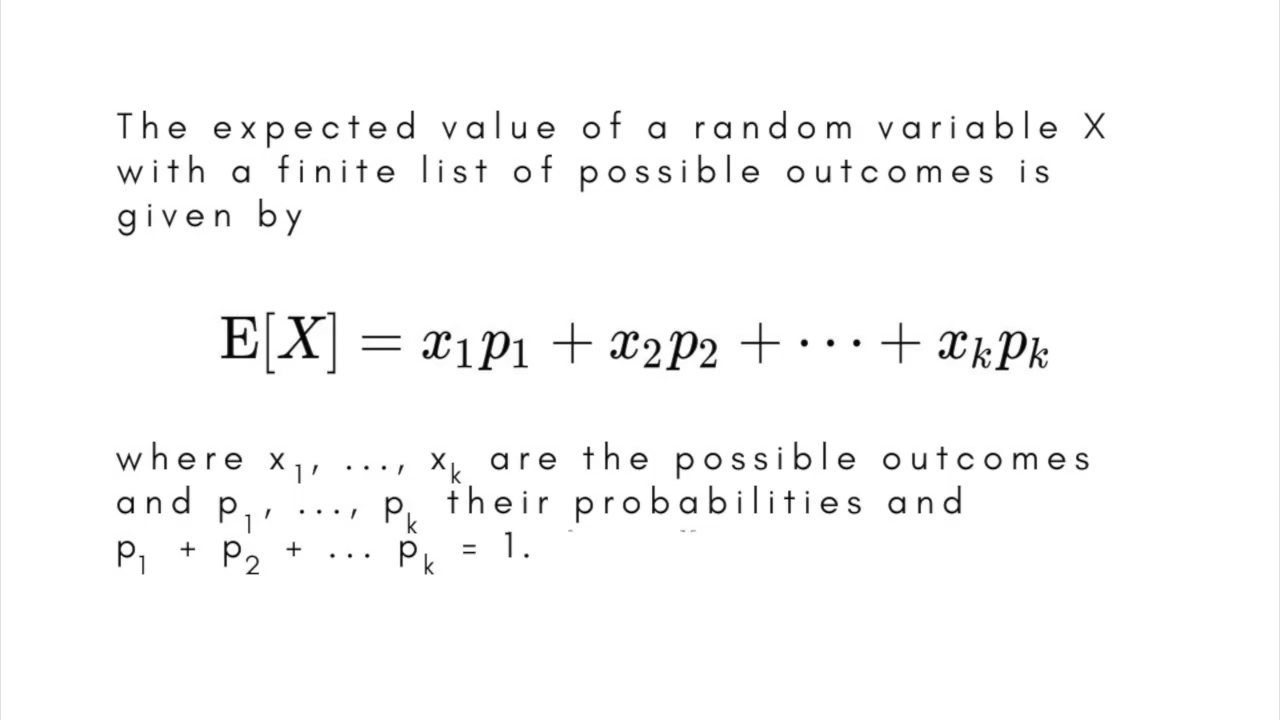 The expected value of a random variable X
with a finite list of possible outcomes is
given by
E[X] = x₁p₁ + x₂p₂ + ··· + xₖpₖ
where x₁, ..., xₖ are the possible outcomes
and p₁, ..., pₖ their probabilities and
p₁ + p₂ + ... pₖ = 1.